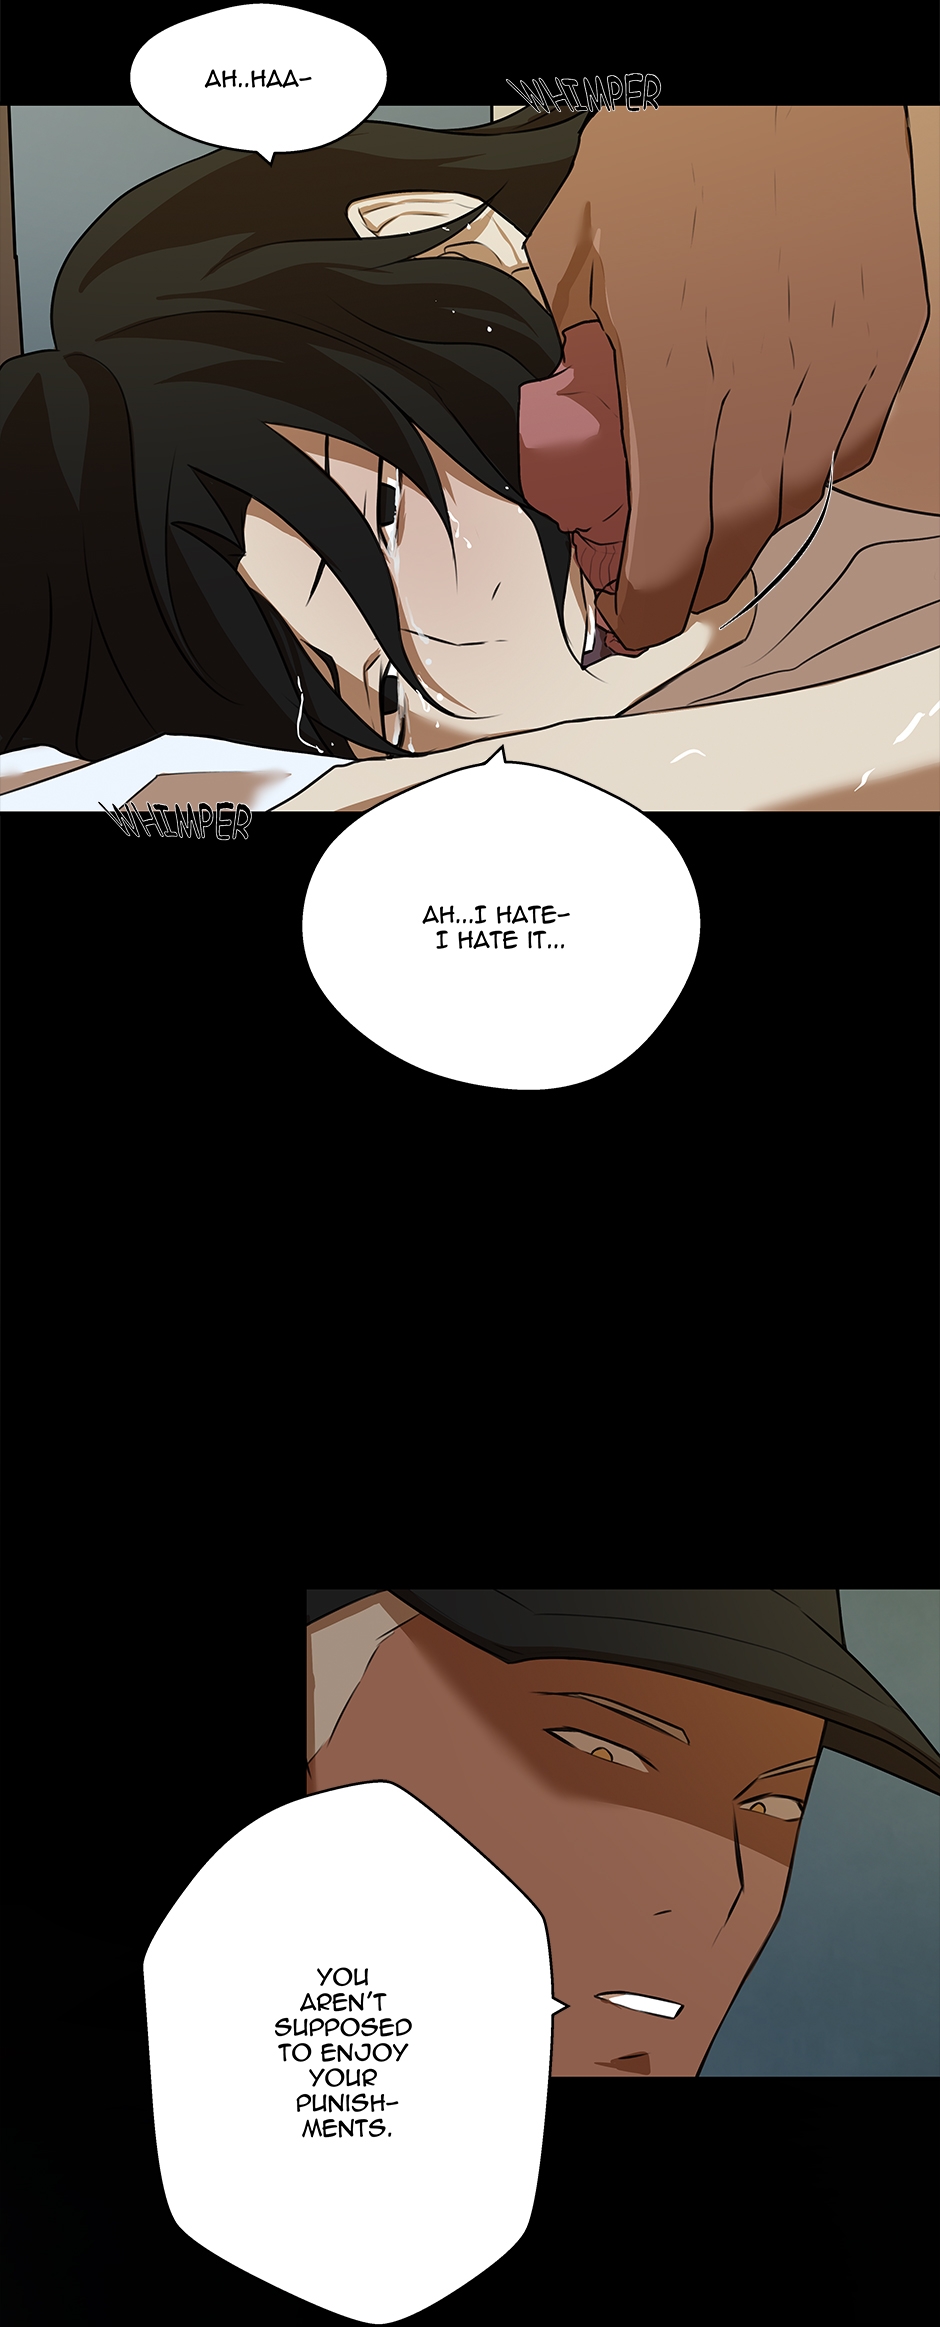 AH..HAA-
WHIMPER
WHIMPER
AH...I HATE-
I HATE IT...
YOU
AREN'T
SUPPOSED
TO ENJOY
YOUR
PUNISH-
MENTS.